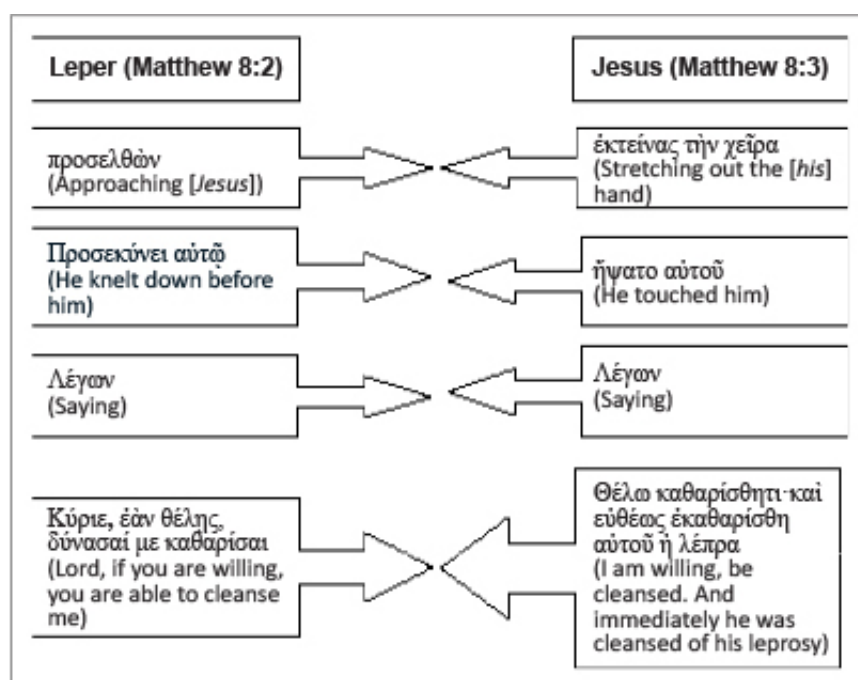 Leper (Matthew 8:2)
Jesus (Matthew 8:3)
προσελθὼν
(Approaching [Jesus])
ἐκτείνας τὴν χεῖρα
(Stretching out the [his]
hand)
Προσεκύνει αὐτῷ
(He knelt down before
him)
ἥψατο αὐτοῦ
(He touched him)
Λέγων
(Saying)
Λέγων
(Saying)
Κύριε, ἐὰν θέλῃς,
δύνασαί με καθαρίσαι
(Lord, if you are willing,
you are able to cleanse
me)
Θέλω καθαρίσθητι·καὶ
εὐθέως ἐκαθαρίσθη
αὐτοῦ ἡ λέπρα
(I am willing, be
cleansed. And
immediately he was
cleansed of his leprosy)